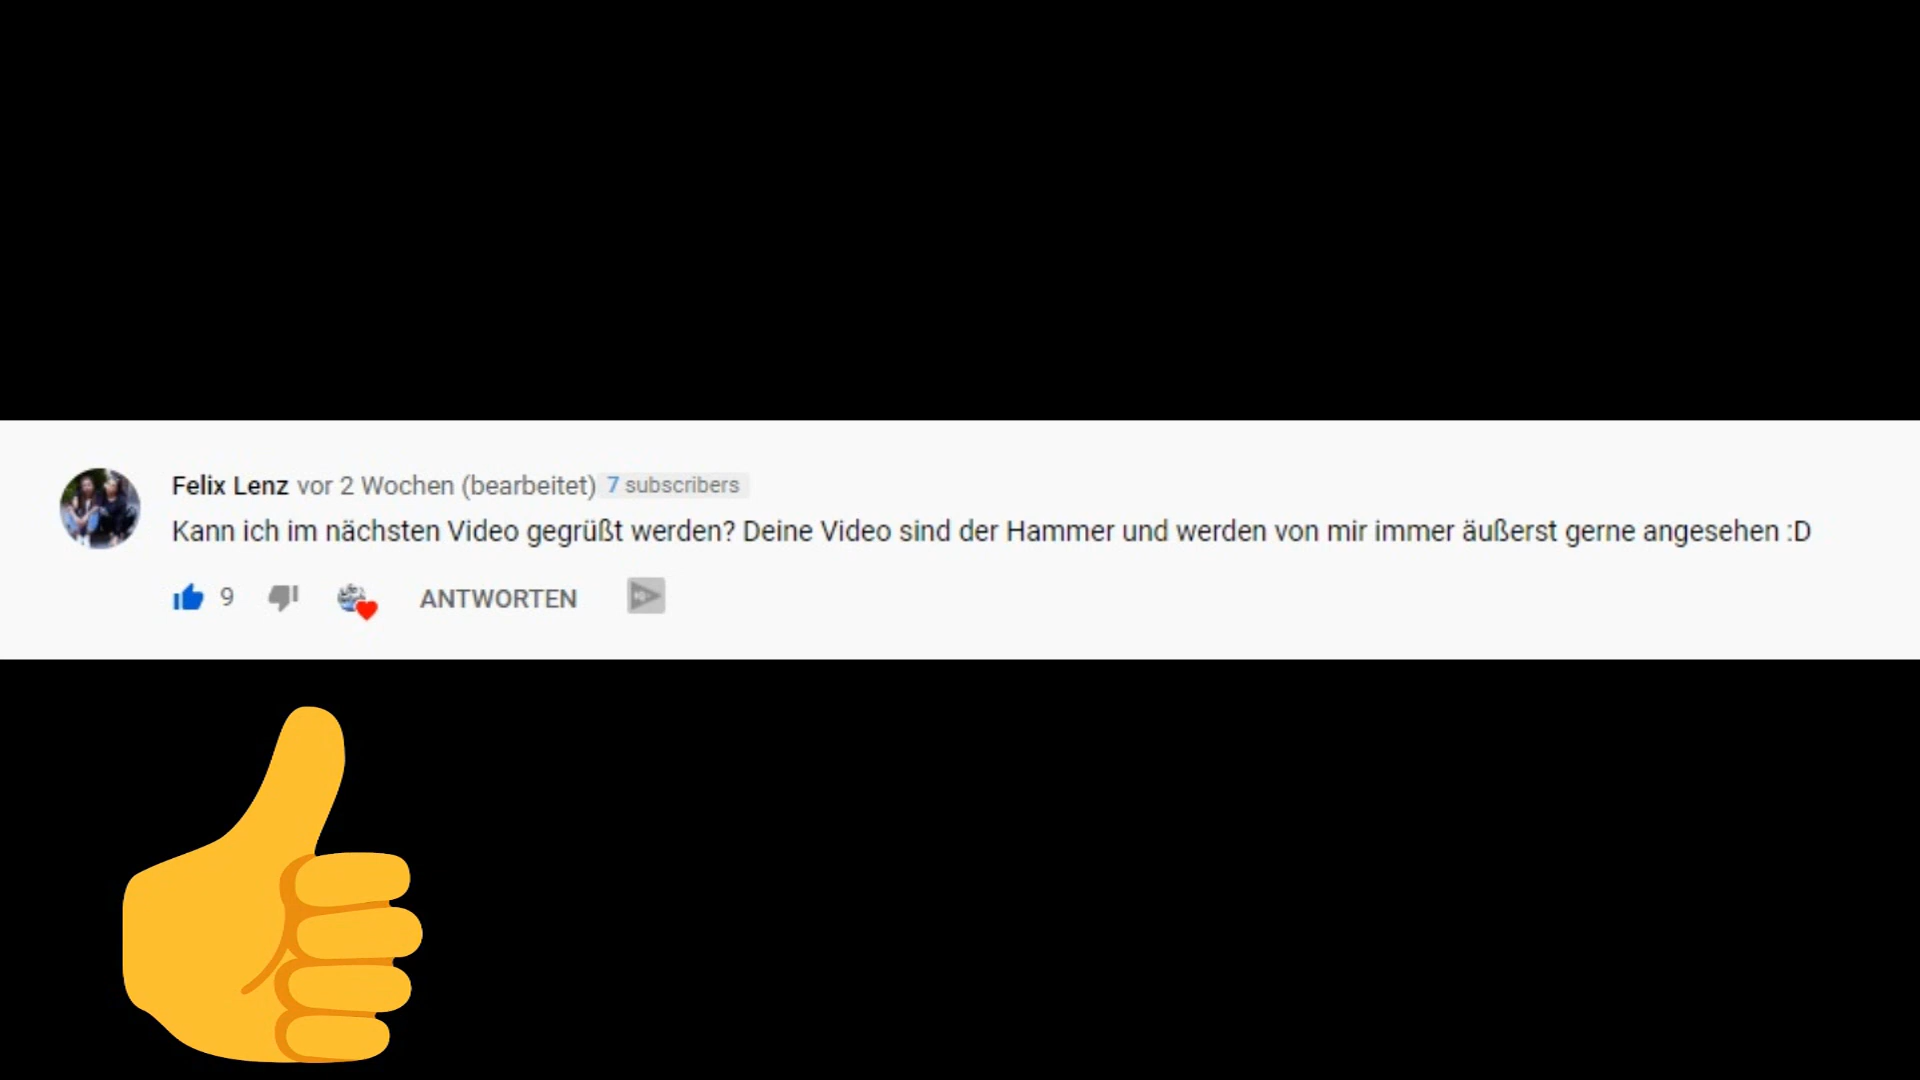 Felix Lenz vor 2 Wochen (bearbeitet) 7 subscribers
Kann ich im nächsten Video gegrüßt werden? Deine Video sind der Hammer und werden von mir immer äußerst gerne angesehen :D
9 ANTWORTEN